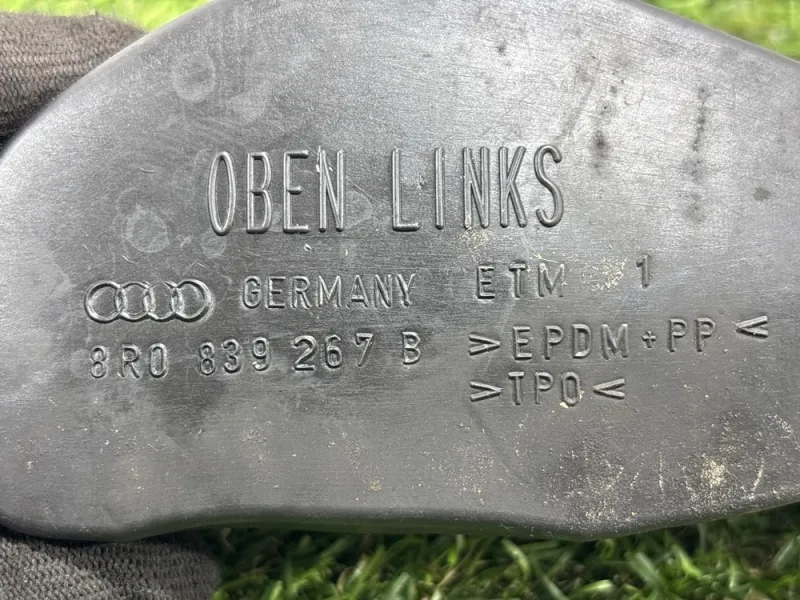 OBEN LINKS
GERMANY ETM 1
8R0 839 267 B >EPDM+PP<
>TPO<